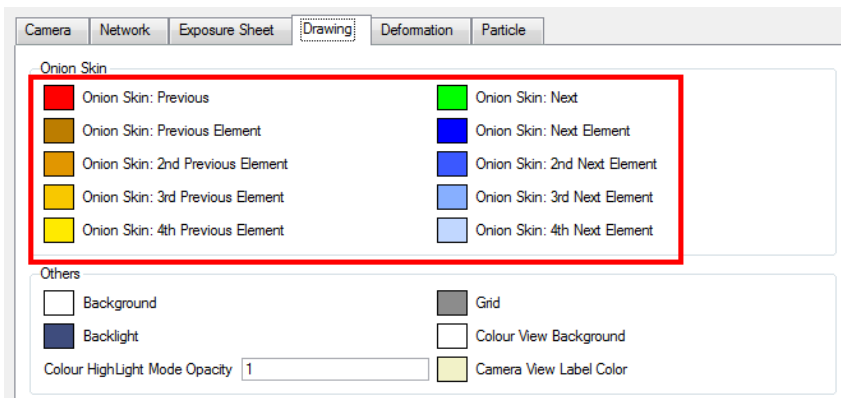 Camera Network Exposure Sheet Drawing Deformation Particle
Onion Skin
Onion Skin: Previous Onion Skin: Next
Onion Skin: Previous Element Onion Skin: Next Element
Onion Skin: 2nd Previous Element Onion Skin: 2nd Next Element
Onion Skin: 3rd Previous Element Onion Skin: 3rd Next Element
Onion Skin: 4th Previous Element Onion Skin: 4th Next Element
Others
Background Grid
Backlight Colour View Background
Colour HighLight Mode Opacity 1 Camera View Label Color